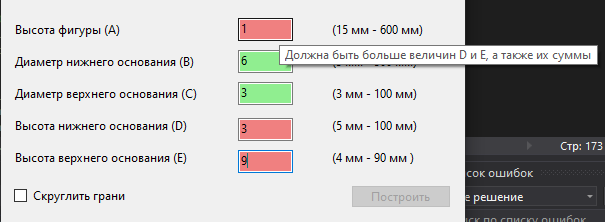 Высота фигуры (A) 1 (15 мм - 600 мм)
Должна быть больше величин D и E, а также их суммы
Диаметр нижнего основания (B) 6
Диаметр верхнего основания (C) 3 (3 мм - 100 мм)
Высота нижнего основания (D) 3 (5 мм - 100 мм)
Стр: 173
Высота верхнего основания (E) 9 (4 мм - 90 мм )
сок ошибок
Скруглить грани Построить
е решение
иск по списку ошибок